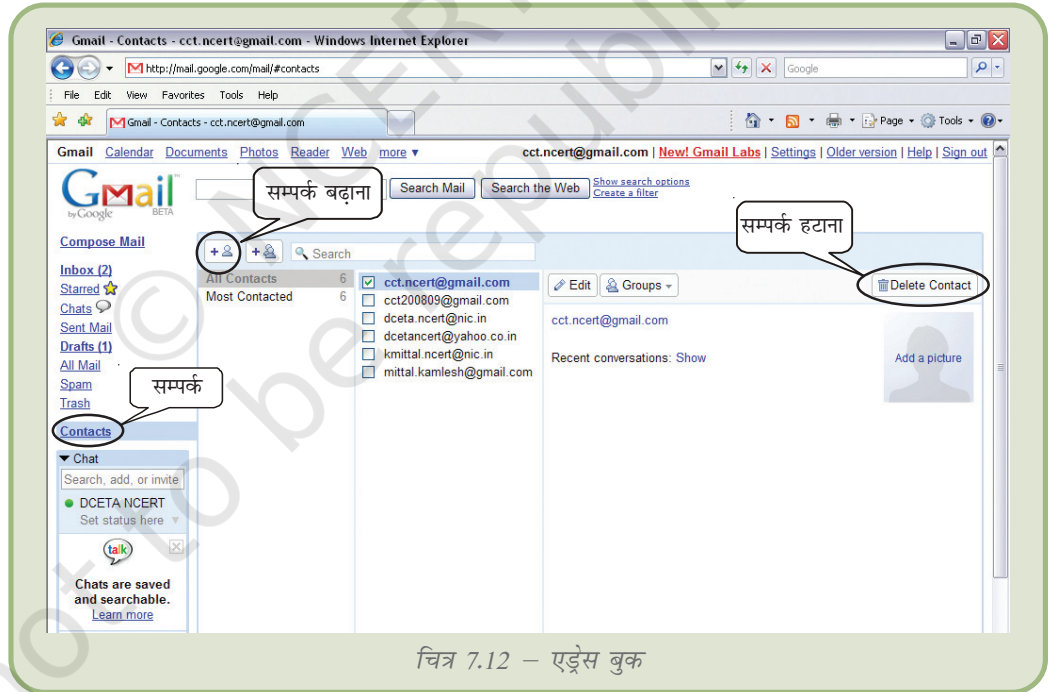 Gmail - Contacts - cct.ncert@gmail.com - Windows Internet Explorer
http://mail.google.com/mail/#contacts
Google
File Edit View Favorites Tools Help
Gmail - Contacts - cct.ncert@gmail.com
Page Tools
Gmail Calendar Documents Photos Reader Web more ▼ cct.ncert@gmail.com | New! Gmail Labs | Settings | Older version | Help | Sign out
Gmail
by Google BETA
सम्पर्क बढ़ाना
Search Mail Search the Web Show search options
Create a filter
सम्पर्क हटाना
Compose Mail
+ + Search
Inbox (2)
Starred
Chats
Sent Mail
Drafts (1)
All Mail
Spam
Trash
सम्पर्क
Contacts
All Contacts 6
Most Contacted 6
cct.ncert@gmail.com
cct200809@gmail.com
dceta.ncert@nic.in
dcetancert@yahoo.co.in
kmittal.ncert@nic.in
mittal.kamlesh@gmail.com
Edit Groups Delete Contact
cct.ncert@gmail.com
Recent conversations: Show
Add a picture
Chat
Search, add, or invite
DCETA NCERT
Set status here
talk
Chats are saved
and searchable.
Learn more
चित्र 7.12 – एड्रेस बुक
© NCERT
not to be republished